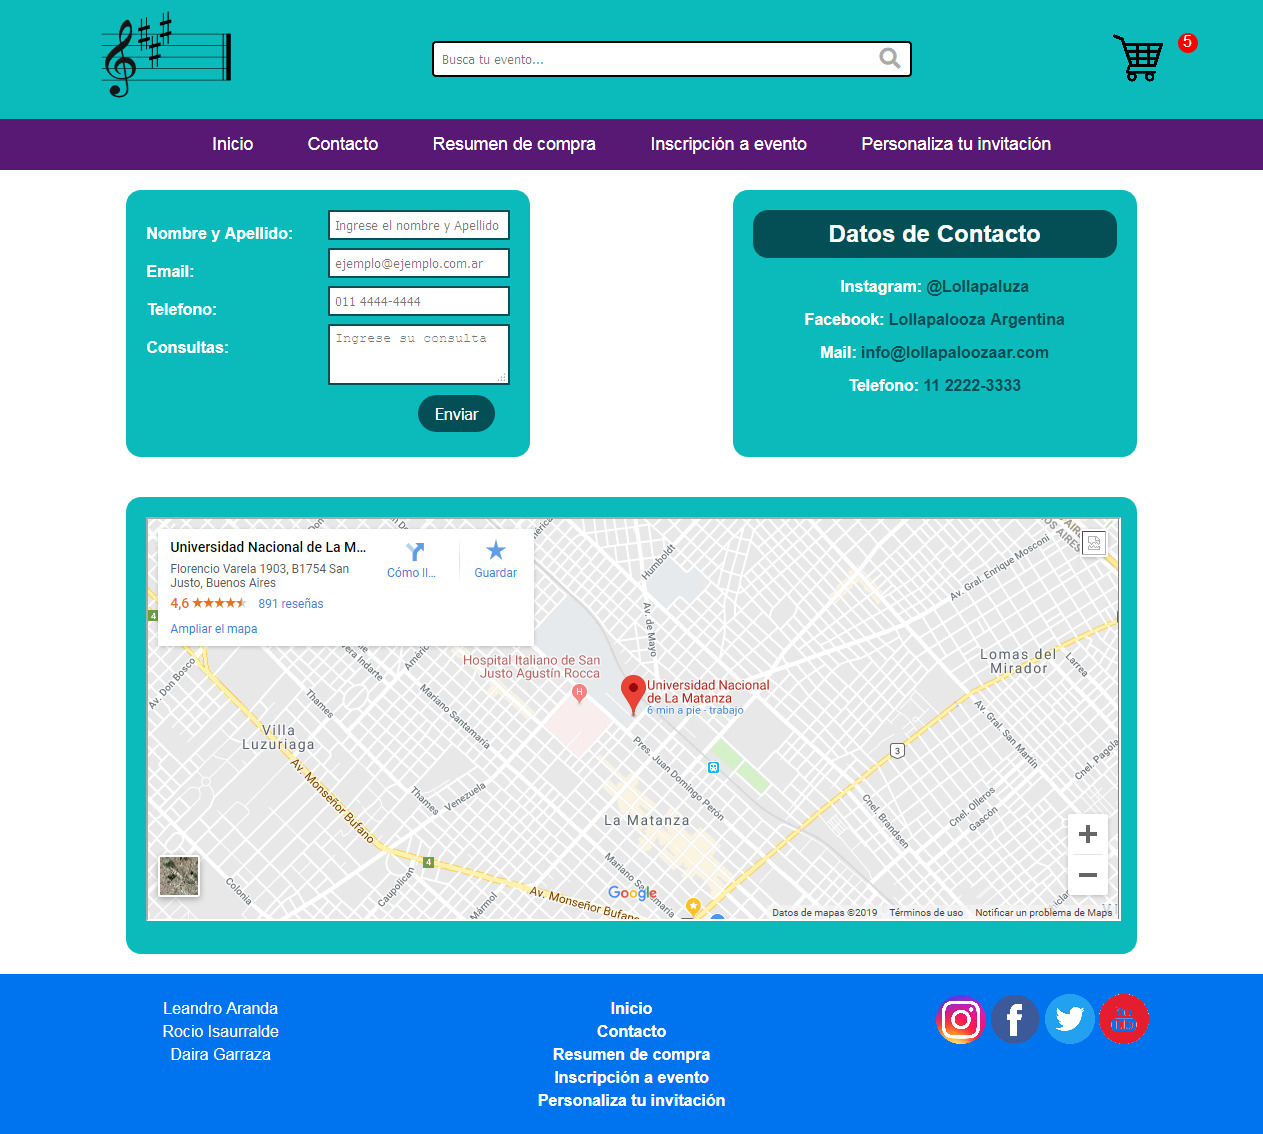 Busca tu evento...
5
Inicio
Contacto
Resumen de compra
Inscripción a evento
Personaliza tu invitación
Nombre y Apellido:
Ingrese el nombre y Apellido
Email:
ejemplo@ejemplo.com.ar
Telefono:
011 4444-4444
Consultas:
Ingrese su consulta
Enviar
Datos de Contacto
Instagram: @Lollapaluza
Facebook: Lollapalooza Argentina
Mail: info@lollapaloozaar.com
Telefono: 11 2222-3333
Universidad Nacional de La M...
Florencio Varela 1903, B1754 San
Justo, Buenos Aires
4,6
891 reseñas
Ampliar el mapa
Cómo ll...
Guardar
Humboldt
Av. de Mayo
Av. Gral. Enrique Mosconi
Lomas del
Mirador
Larrea
Hospital Italiano de San
Justo Agustín Rocca
H
Universidad Nacional
de La Matanza
6 min a pie - trabajo
Av. Don Bosco
4
Thames
Mariano Santamaría
Villa
Luzuriaga
Av. Monseñor Bufano
Thames
Venezuela
Pres. Juan Domingo Perón
Av. Gral. San Martín
3
Cnel. Pagola
Cnel. Brandsen
Cnel. Olleros
Gascón
La Matanza
4
Colonia
Caupolican
Mármol
Av. Monseñor Bufano
Google
Datos de mapas ©2019
Términos de uso
Notificar un problema de Maps
Leandro Aranda
Rocio Isaurralde
Daira Garraza
Inicio
Contacto
Resumen de compra
Inscripción a evento
Personaliza tu invitación